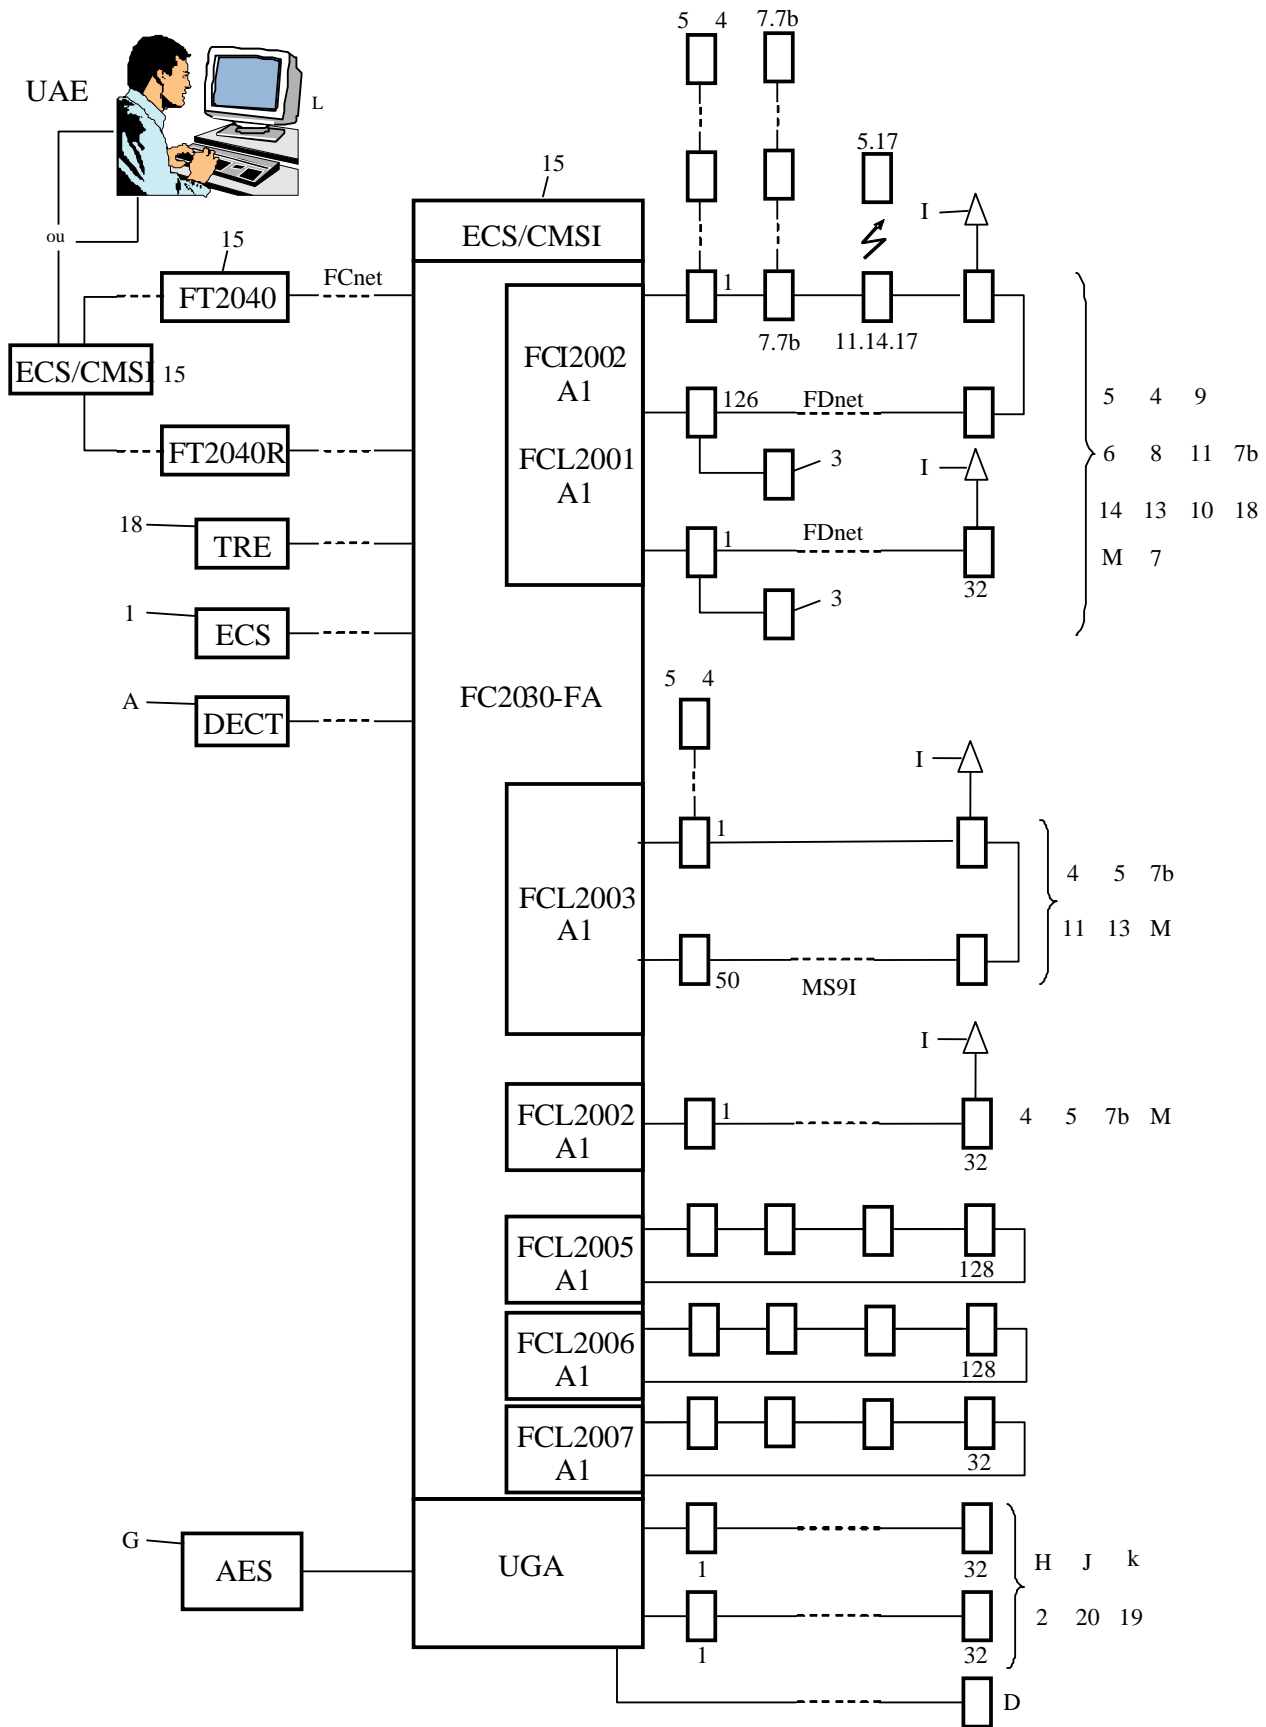 5 4 7.7b
UAE
L
5.17
15
I
ECS/CMSI
ou
15
FCnet
FT2040
1
7.7b
11.14.17
FCI2002
A1
ECS/CMSI 15
126
FDnet
5 4 9
FT2040R
FCL2001
A1
3
I
6 8 11 7b
18
TRE
1
FDnet
32
14 13 10 18
M 7
1
ECS
3
A
DECT
FC2030-FA
5 4
I
1
FCL2003
A1
4 5 7b
11 13 M
50
MS9I
I
FCL2002
A1
1
32
4 5 7b M
FCL2005
A1
128
FCL2006
A1
128
FCL2007
A1
32
G
AES
UGA
1
32
H J k
2 20 19
1
32
D